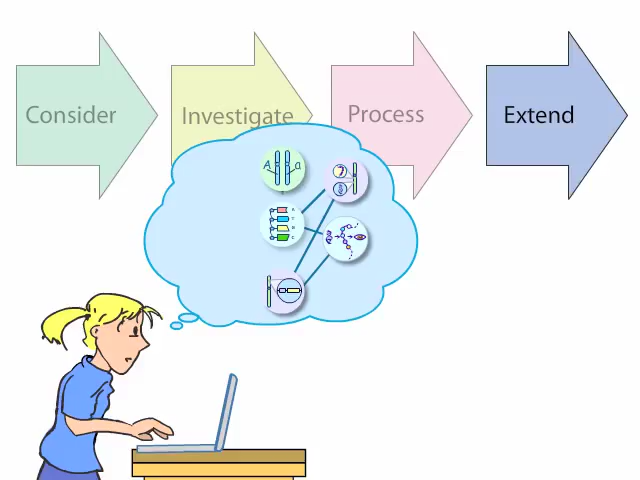 Consider
Investigate
Process
Extend
A a